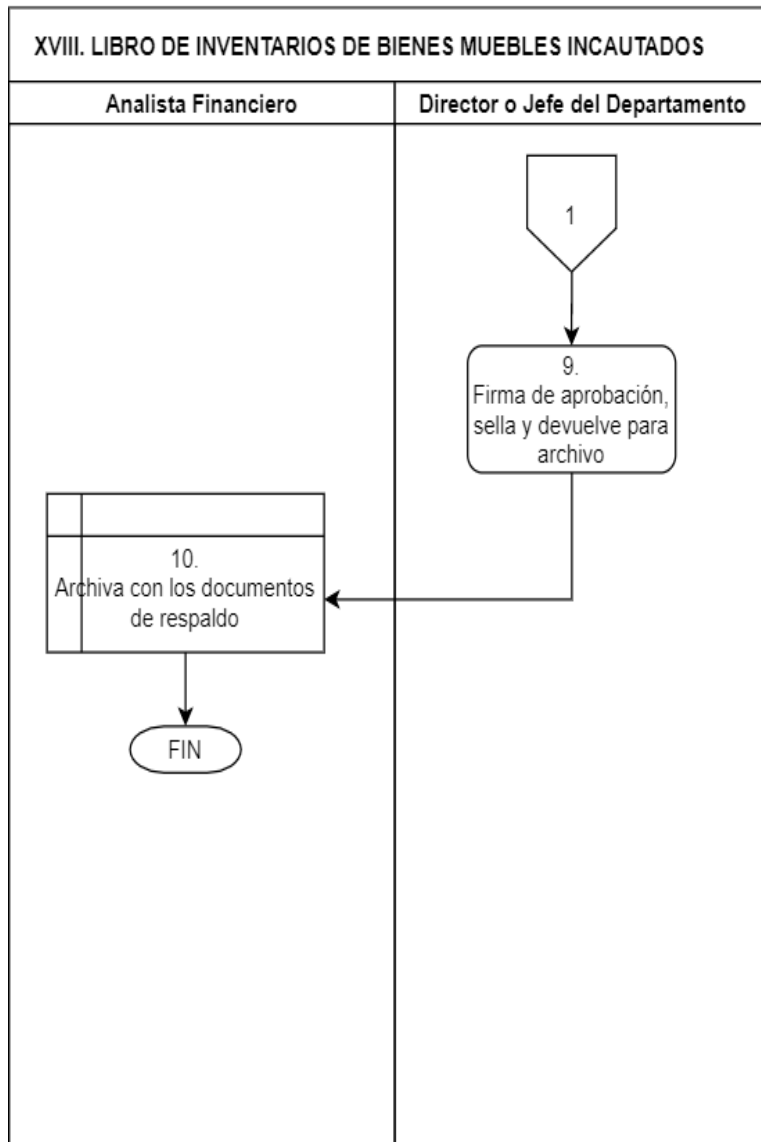 XVIII. LIBRO DE INVENTARIOS DE BIENES MUEBLES INCAUTADOS
Analista Financiero
Director o Jefe del Departamento
1
9.
Firma de aprobación,
sella y devuelve para
archivo
10.
Archiva con los documentos
de respaldo
FIN